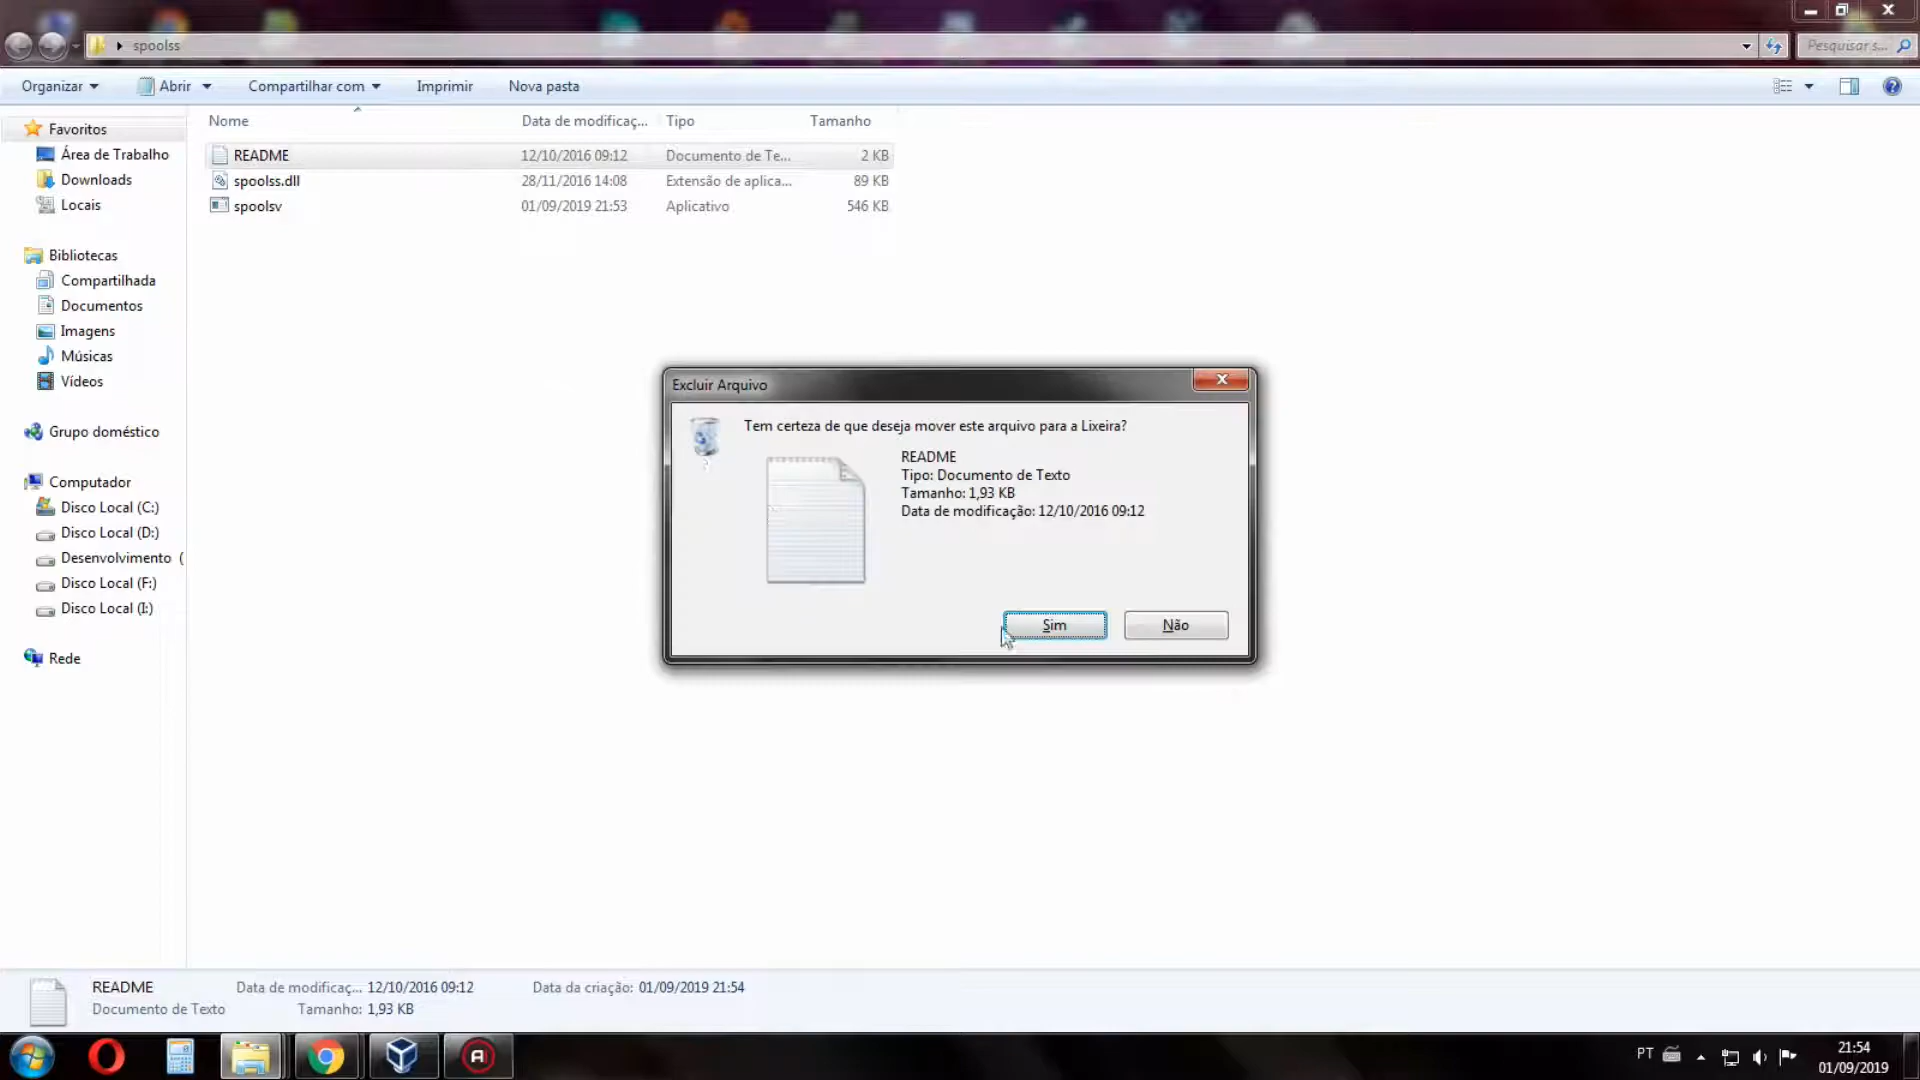 spoolss
Pesquisar s...
Organizar
Abrir
Compartilhar com
Imprimir
Nova pasta
Nome
Data de modificaç...
Tipo
Tamanho
README
12/10/2016 09:12
Documento de Te...
2 KB
spoolss.dll
28/11/2016 14:08
Extensão de aplica...
89 KB
spoolsv
01/09/2019 21:53
Aplicativo
546 KB
Favoritos
Área de Trabalho
Downloads
Locais
Bibliotecas
Compartilhada
Documentos
Imagens
Músicas
Vídeos
Grupo doméstico
Computador
Disco Local (C:)
Disco Local (D:)
Desenvolvimento (
Disco Local (F:)
Disco Local (I:)
Rede
Excluir Arquivo
Tem certeza de que deseja mover este arquivo para a Lixeira?
README
Tipo: Documento de Texto
Tamanho: 1,93 KB
Data de modificação: 12/10/2016 09:12
Sim
Não
README
Data de modificaç... 12/10/2016 09:12
Data da criação: 01/09/2019 21:54
Documento de Texto
Tamanho: 1,93 KB
PT
21:54
01/09/2019